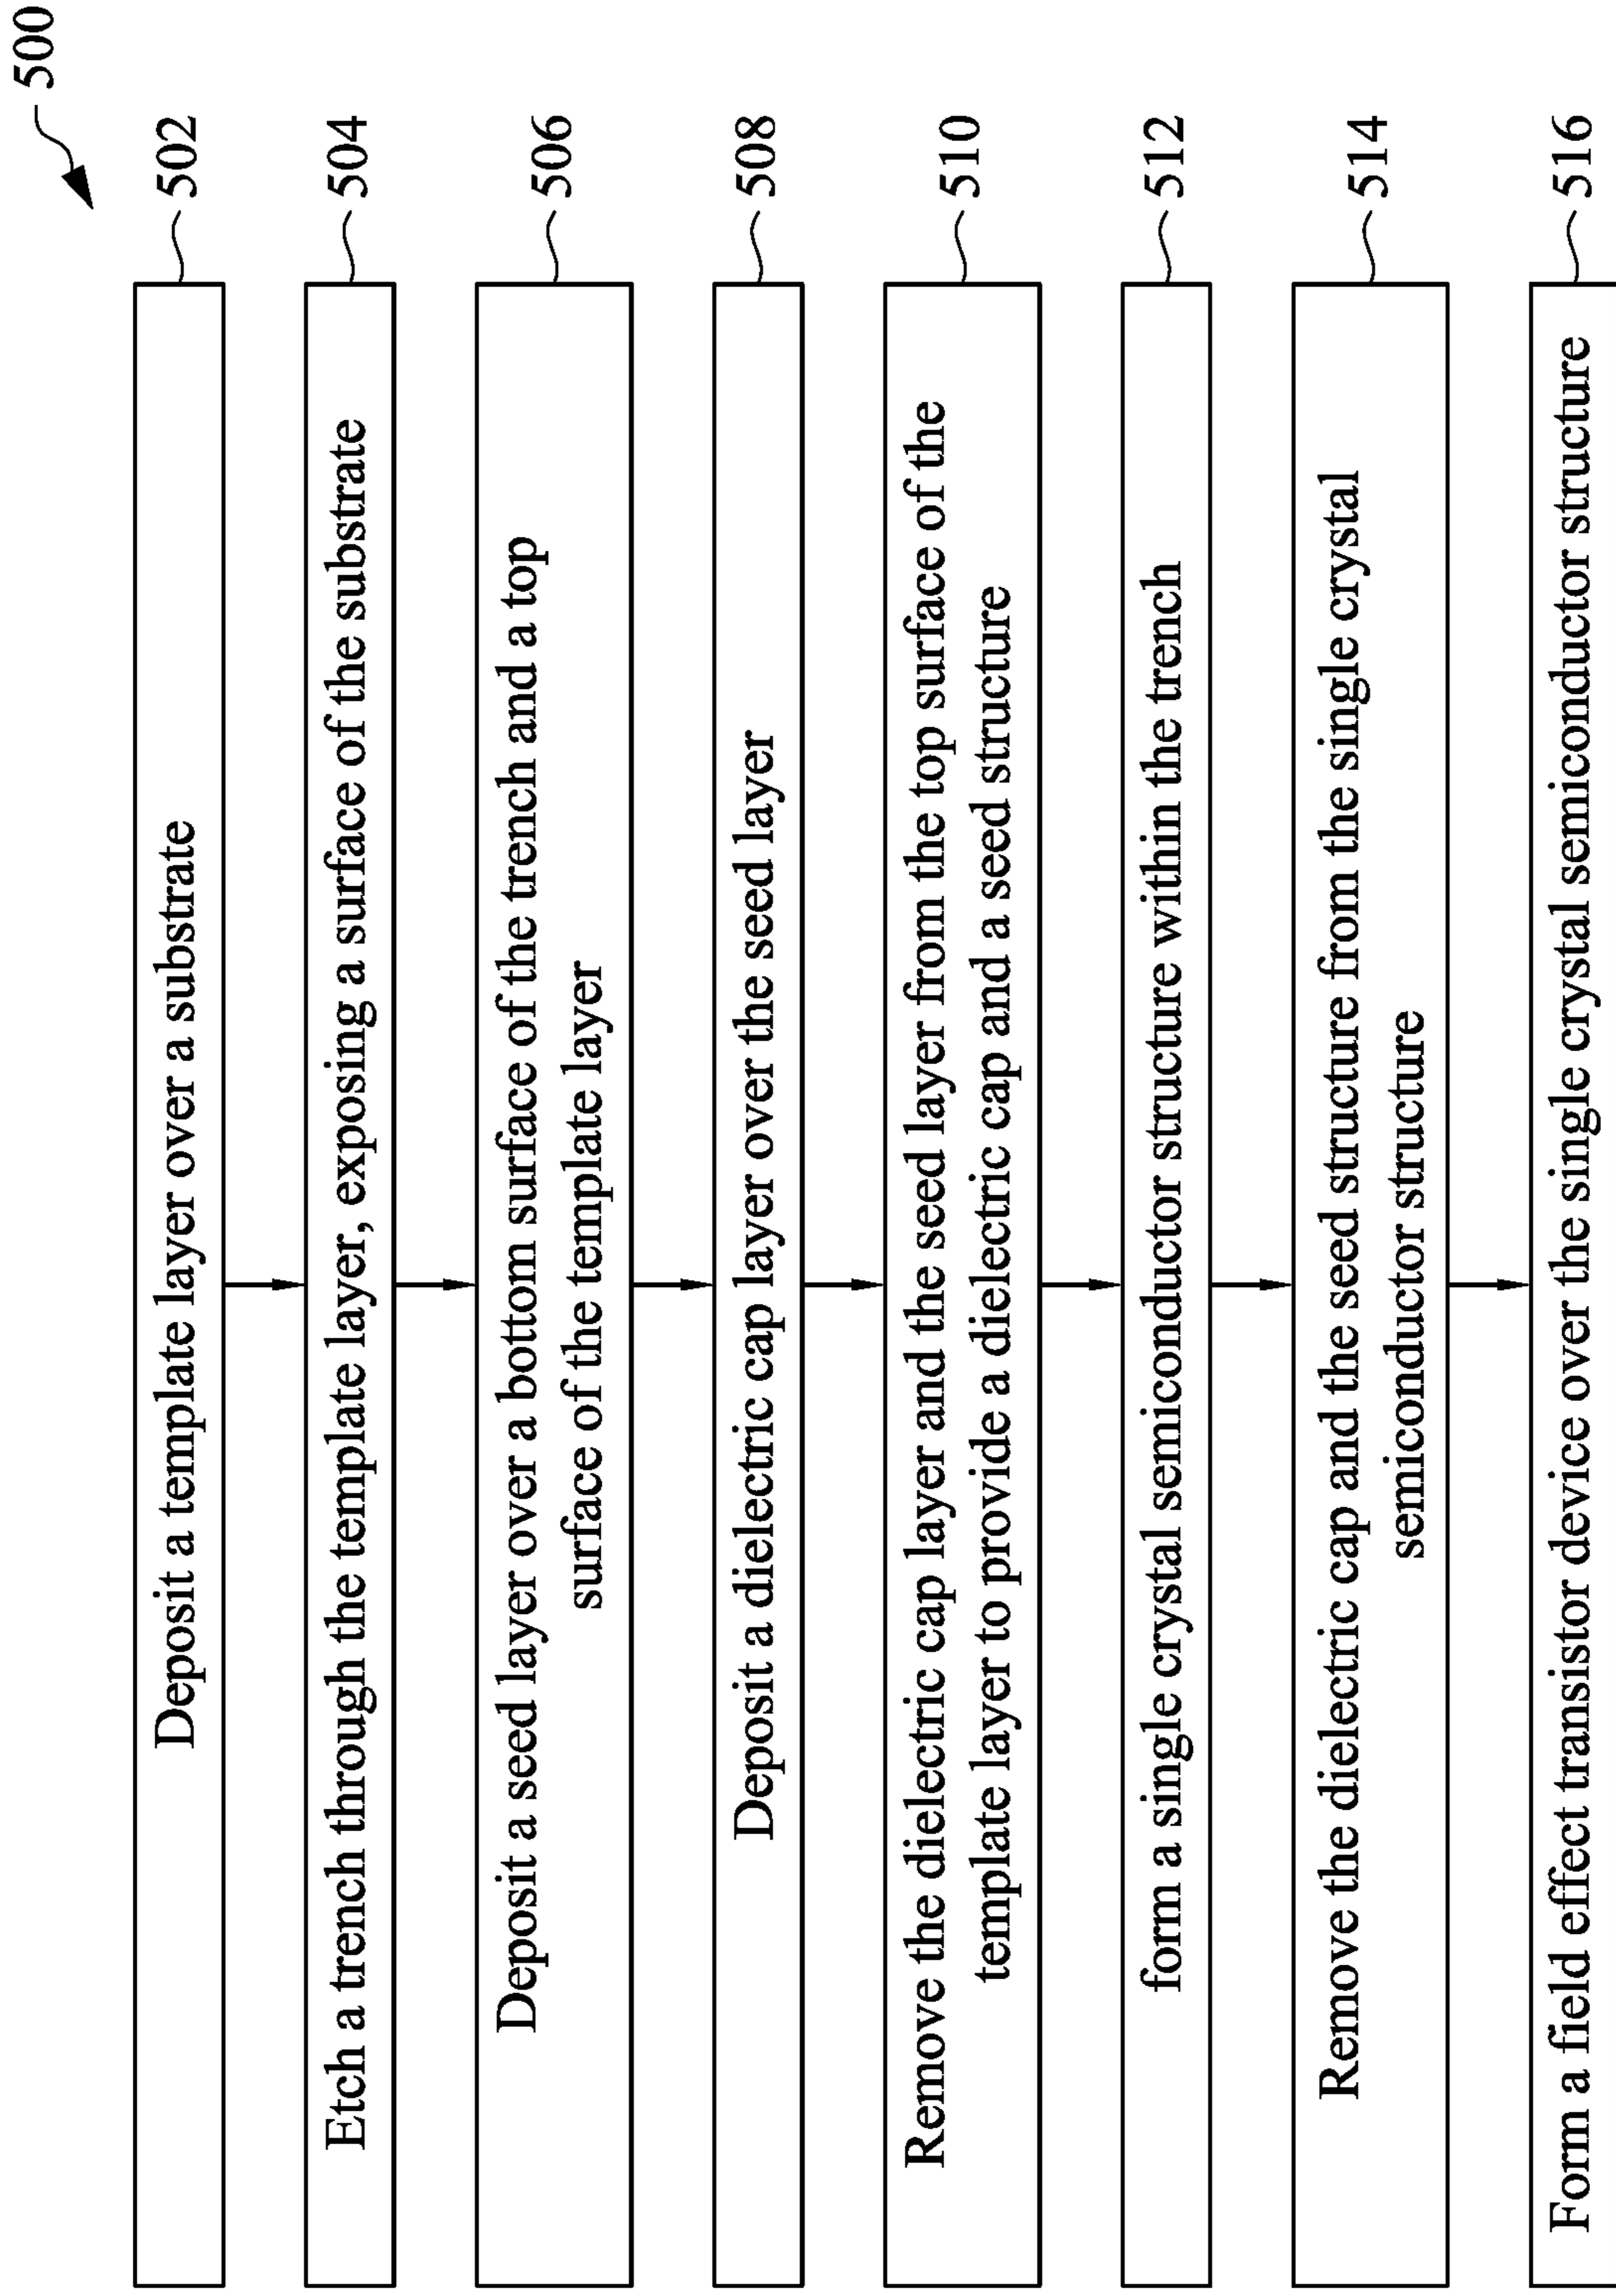 500
Deposit a template layer over a substrate
502
Etch a trench through the template layer, exposing a surface of the substrate
504
Deposit a seed layer over a bottom surface of the trench and a top
surface of the template layer
506
Deposit a dielectric cap layer over the seed layer
508
Remove the dielectric cap layer and the seed layer from the top surface of the
template layer to provide a dielectric cap and a seed structure
510
form a single crystal semiconductor structure within the trench
512
Remove the dielectric cap and the seed structure from the single crystal
semiconductor structure
514
Form a field effect transistor device over the single crystal semiconductor structure
516